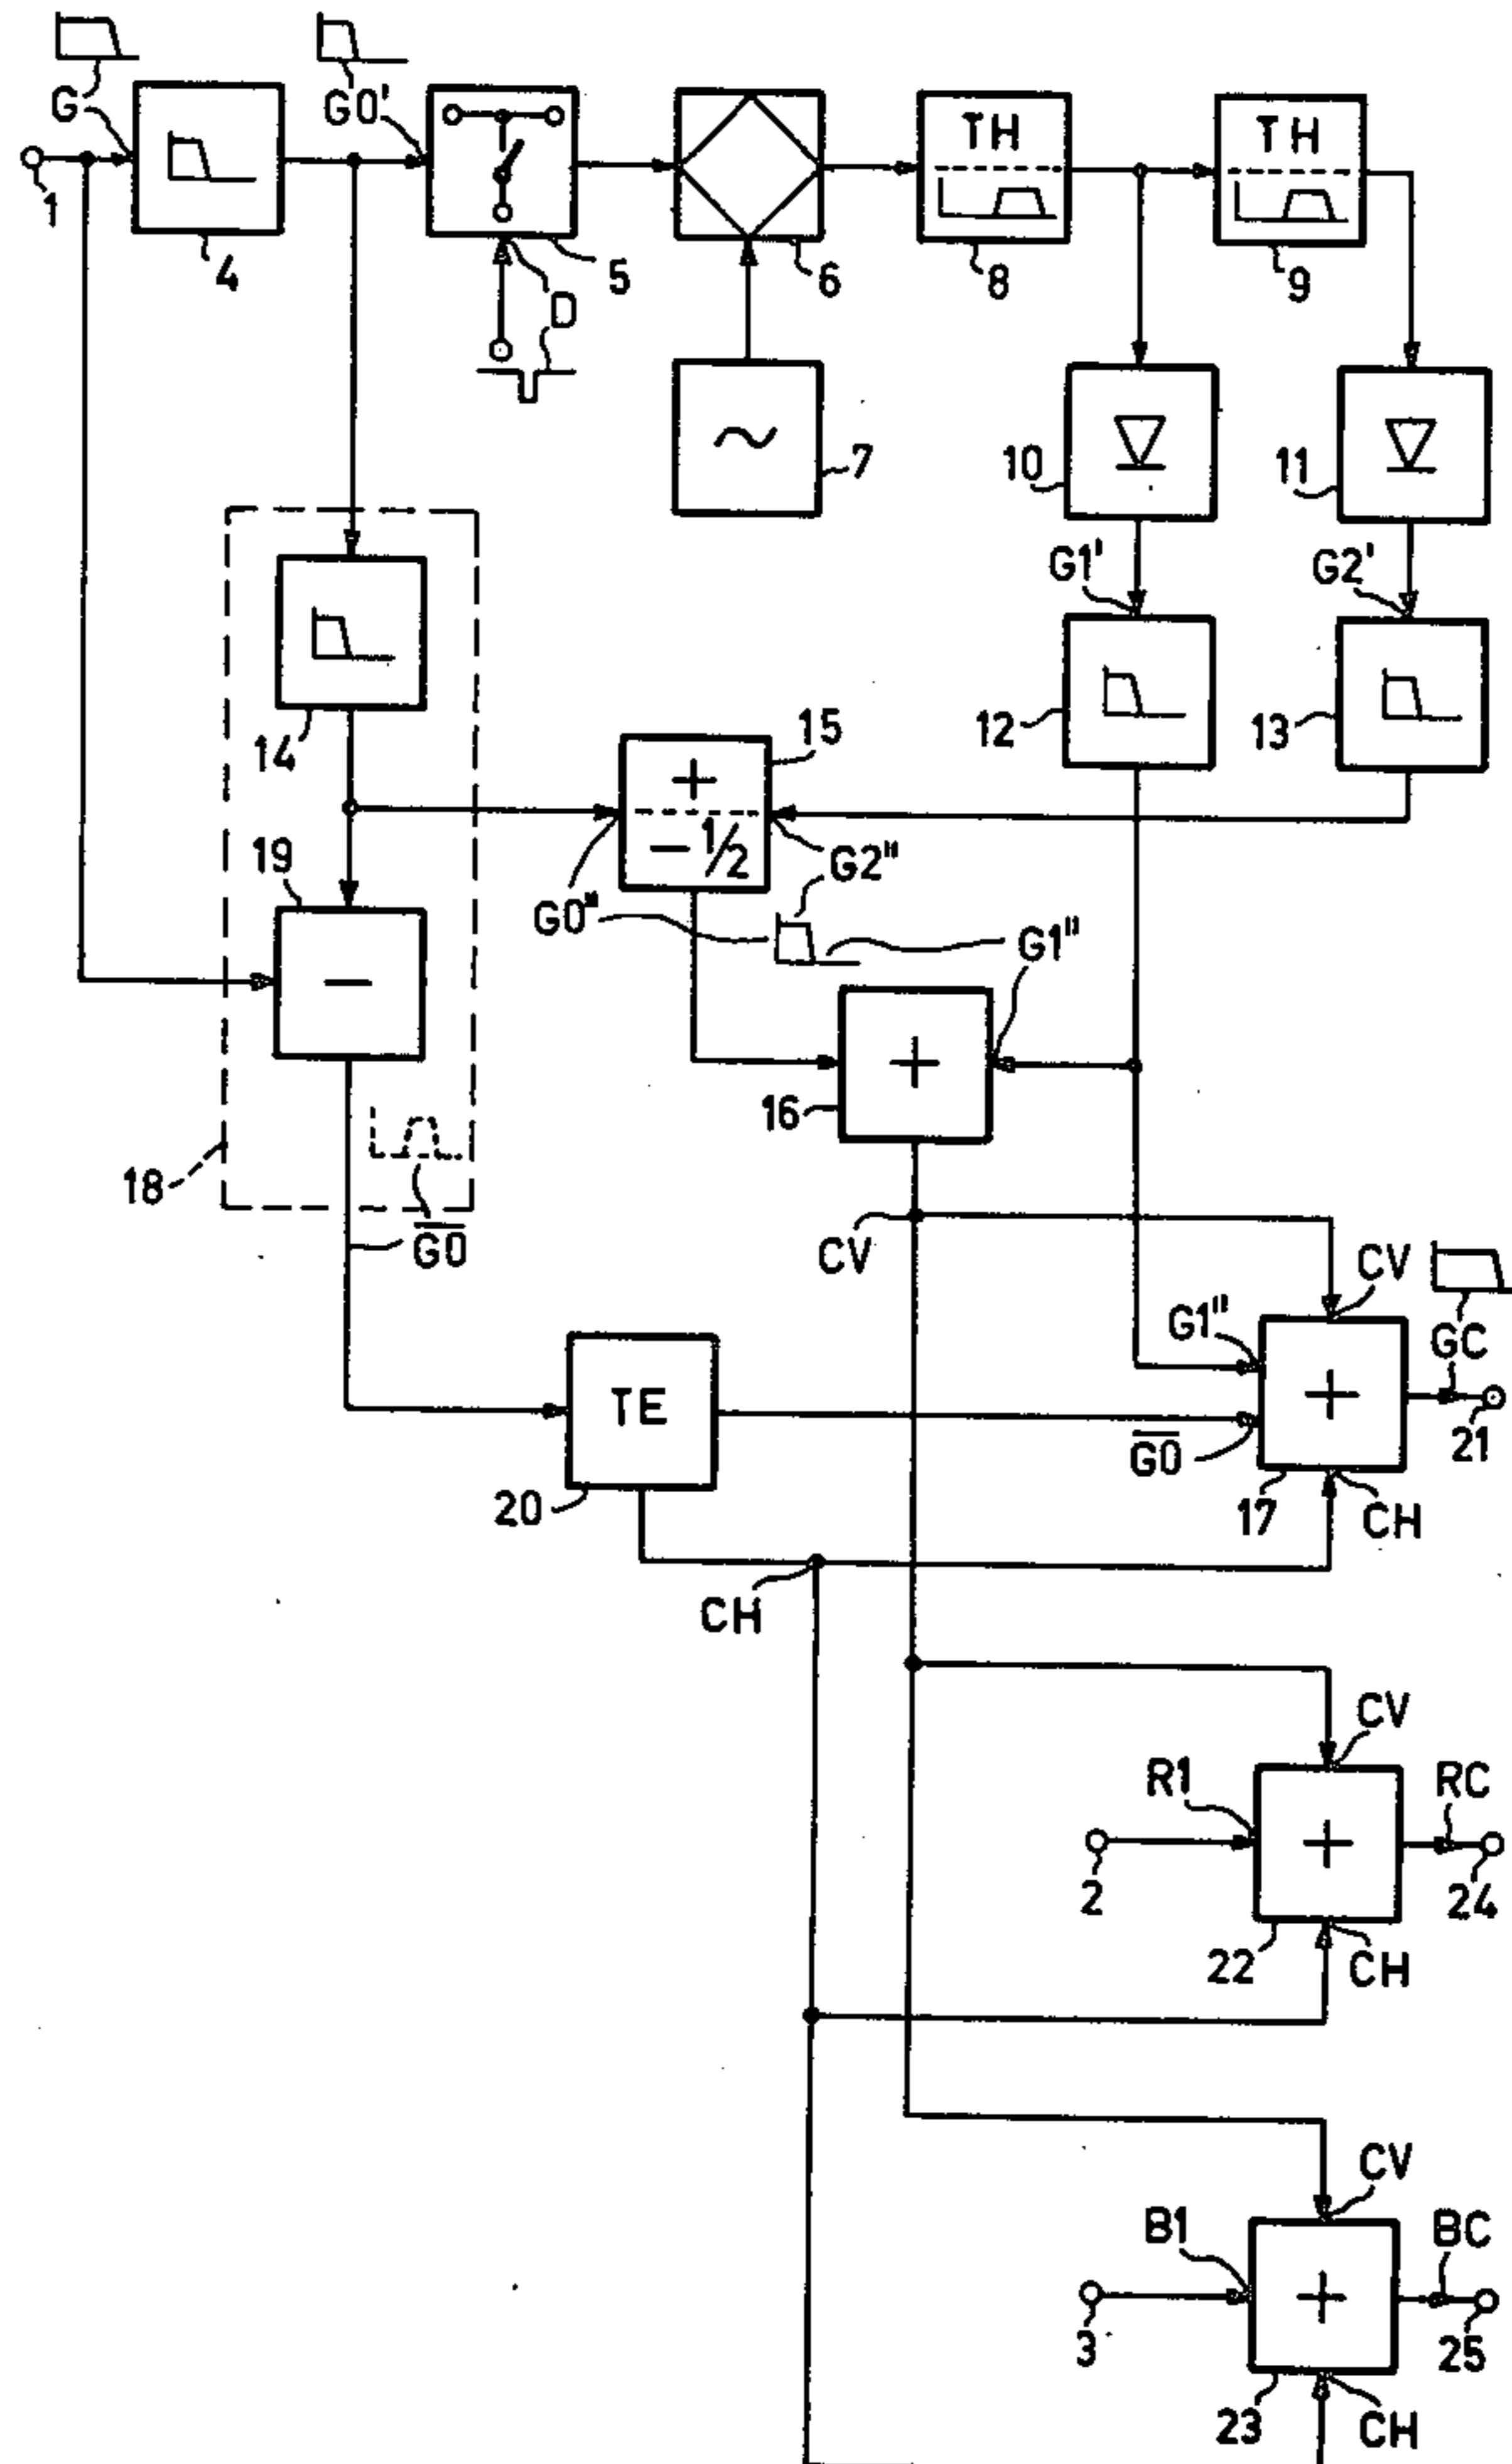 G
G0'
TH
TH
1
4
5
6
8
9
D
~
7
10
11
G1'
G2'
14
15
12
13
+
- 1/2
19
G0"
G2"
G1"
-
+
16
18
G0
CV
CV
G1"
GC
+
TE
G0
21
20
17
CH
CH
CV
R1
RC
+
2
24
22
CH
CV
B1
BC
+
3
25
23
CH